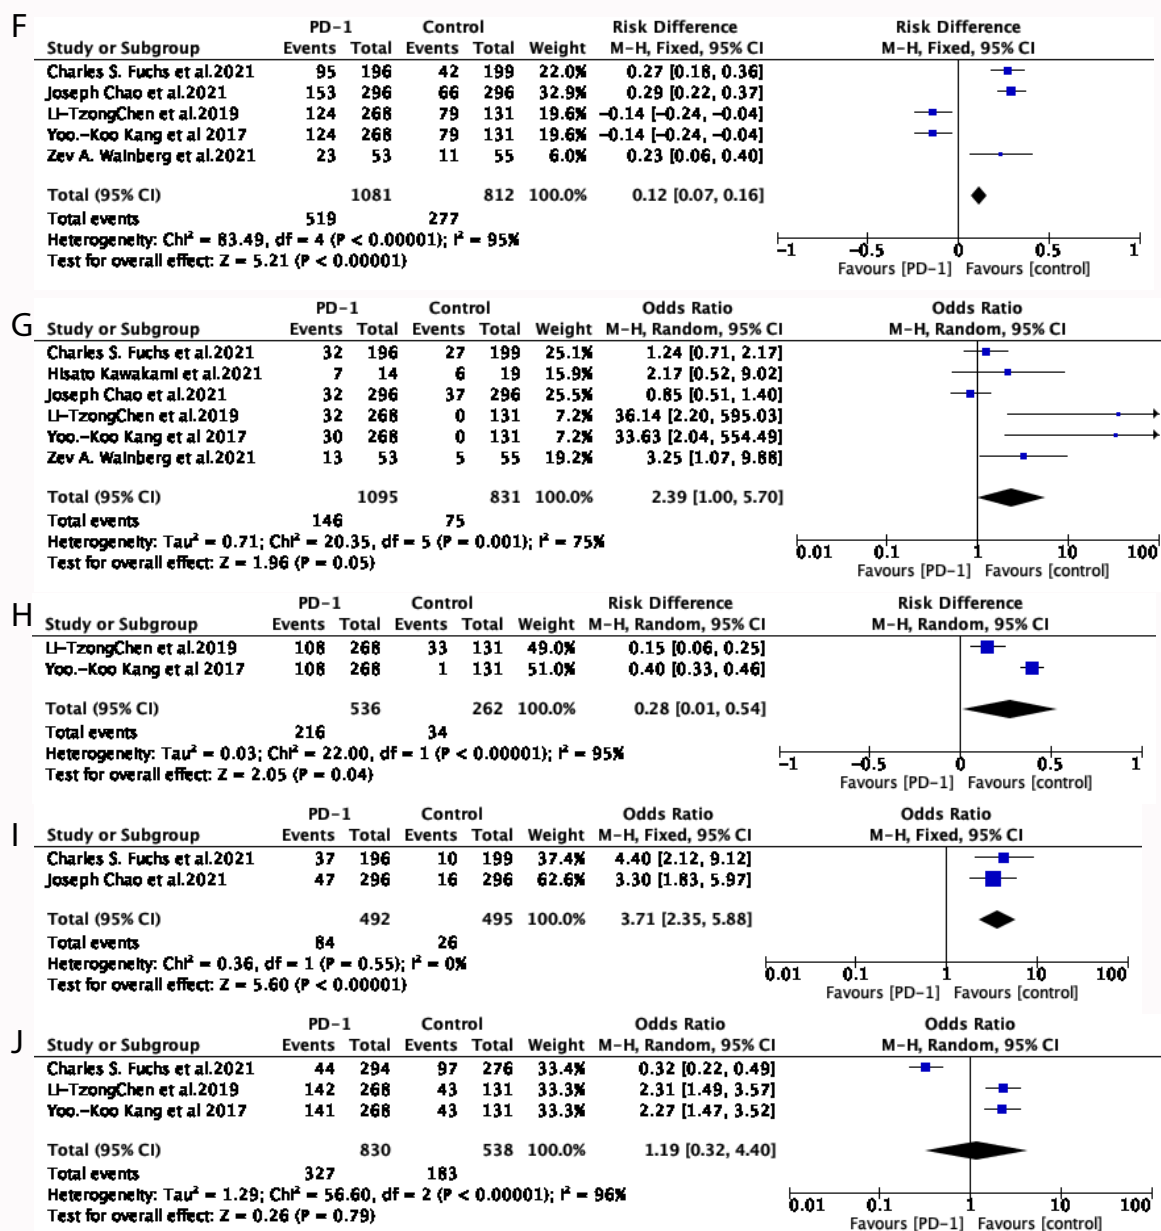 F
PD-1 Control Risk Difference Risk Difference
Study or Subgroup Events Total Events Total Weight M-H, Fixed, 95% CI M-H, Fixed, 95% CI
Charles S. Fuchs et al.2021 95 196 42 199 22.0% 0.27 [0.18, 0.36]
Joseph Chao et al.2021 153 296 66 296 32.9% 0.29 [0.22, 0.37]
LI-TzongChen et al.2019 124 268 79 131 19.6% -0.14 [-0.24, -0.04]
Yoo.-Koo Kang et al 2017 124 268 79 131 19.6% -0.14 [-0.24, -0.04]
Zev A. Wainberg et al.2021 23 53 11 55 6.0% 0.23 [0.06, 0.40]
Total (95% CI) 1081 812 100.0% 0.12 [0.07, 0.16]
Total events 519 277
Heterogeneity: Chi² = 83.49, df = 4 (P < 0.00001); I² = 95%
Test for overall effect: Z = 5.21 (P < 0.00001)
-1 -0.5 0 0.5 1
Favours [PD-1] Favours [control]
G
PD-1 Control Odds Ratio Odds Ratio
Study or Subgroup Events Total Events Total Weight M-H, Random, 95% CI M-H, Random, 95% CI
Charles S. Fuchs et al.2021 32 196 27 199 25.1% 1.24 [0.71, 2.17]
Hisato Kawakami et al.2021 7 14 6 19 15.9% 2.17 [0.52, 9.02]
Joseph Chao et al.2021 32 296 37 296 25.5% 0.85 [0.51, 1.40]
LI-TzongChen et al.2019 32 268 0 131 7.2% 36.14 [2.20, 595.03]
Yoo.-Koo Kang et al 2017 30 268 0 131 7.2% 33.63 [2.04, 554.49]
Zev A. Wainberg et al.2021 13 53 5 55 19.2% 3.25 [1.07, 9.88]
Total (95% CI) 1095 831 100.0% 2.39 [1.00, 5.70]
Total events 146 75
Heterogeneity: Tau² = 0.71; Chi² = 20.35, df = 5 (P = 0.001); I² = 75%
Test for overall effect: Z = 1.96 (P = 0.05)
0.01 0.1 1 10 100
Favours [PD-1] Favours [control]
H
PD-1 Control Risk Difference Risk Difference
Study or Subgroup Events Total Events Total Weight M-H, Random, 95% CI M-H, Random, 95% CI
LI-TzongChen et al.2019 108 268 33 131 49.0% 0.15 [0.06, 0.25]
Yoo.-Koo Kang et al 2017 108 268 1 131 51.0% 0.40 [0.33, 0.46]
Total (95% CI) 536 262 100.0% 0.28 [0.01, 0.54]
Total events 216 34
Heterogeneity: Tau² = 0.03; Chi² = 22.00, df = 1 (P < 0.00001); I² = 95%
Test for overall effect: Z = 2.05 (P = 0.04)
-1 -0.5 0 0.5 1
Favours [PD-1] Favours [control]
I
PD-1 Control Odds Ratio Odds Ratio
Study or Subgroup Events Total Events Total Weight M-H, Fixed, 95% CI M-H, Fixed, 95% CI
Charles S. Fuchs et al.2021 37 196 10 199 37.4% 4.40 [2.12, 9.12]
Joseph Chao et al.2021 47 296 16 296 62.6% 3.30 [1.83, 5.97]
Total (95% CI) 492 495 100.0% 3.71 [2.35, 5.88]
Total events 84 26
Heterogeneity: Chi² = 0.36, df = 1 (P = 0.55); I² = 0%
Test for overall effect: Z = 5.60 (P < 0.00001)
0.01 0.1 1 10 100
Favours [PD-1] Favours [control]
J
PD-1 Control Odds Ratio Odds Ratio
Study or Subgroup Events Total Events Total Weight M-H, Random, 95% CI M-H, Random, 95% CI
Charles S. Fuchs et al.2021 44 294 97 276 33.4% 0.32 [0.22, 0.49]
LI-TzongChen et al.2019 142 268 43 131 33.3% 2.31 [1.49, 3.57]
Yoo.-Koo Kang et al 2017 141 268 43 131 33.3% 2.27 [1.47, 3.52]
Total (95% CI) 830 538 100.0% 1.19 [0.32, 4.40]
Total events 327 183
Heterogeneity: Tau² = 1.29; Chi² = 56.60, df = 2 (P < 0.00001); I² = 96%
Test for overall effect: Z = 0.26 (P = 0.79)
0.01 0.1 1 10 100
Favours [PD-1] Favours [control]